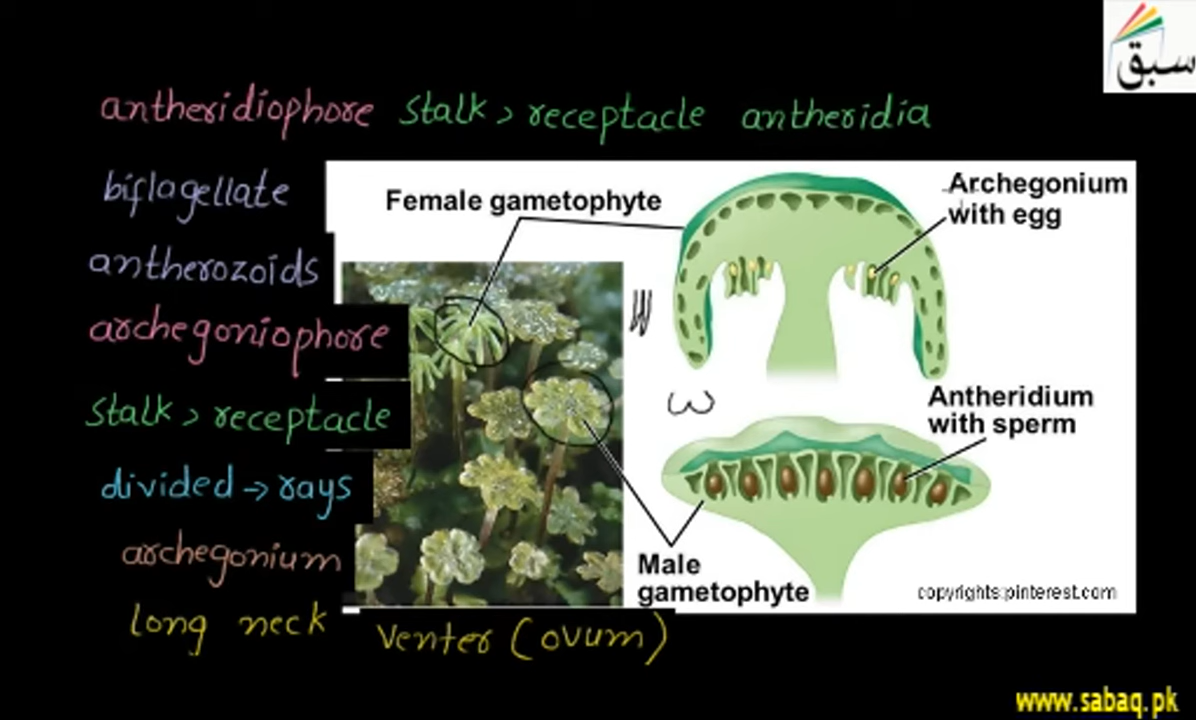 سبق
antheridiophore stalk > receptacle antheridia
biflagellate
antherozoids
archegoniophore
stalk > receptacle
divided → rays
archegonium
long neck venter (ovum)
Female gametophyte
Archegonium
with egg
Antheridium
with sperm
Male
gametophyte
copyrights:pinterest.com
www.sabaq.pk